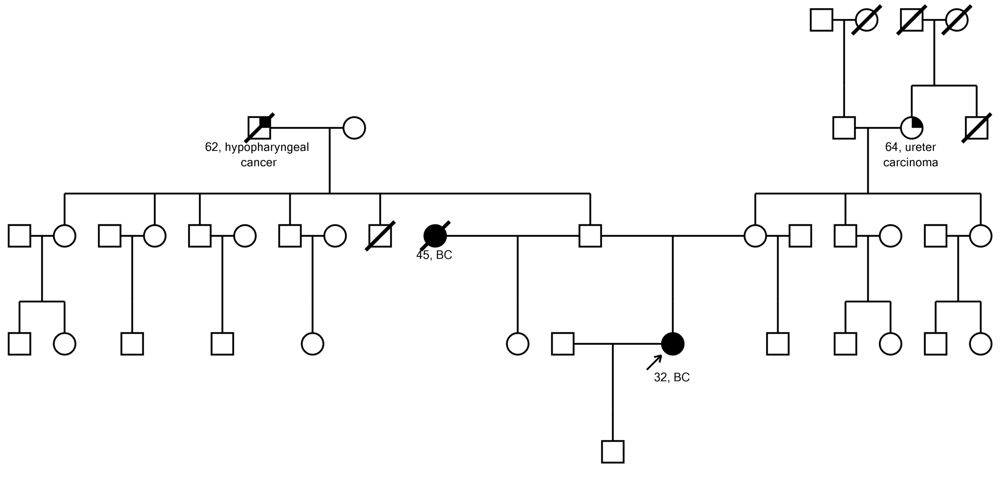 62, hypopharyngeal
cancer
64, ureter
carcinoma
45, BC
32, BC